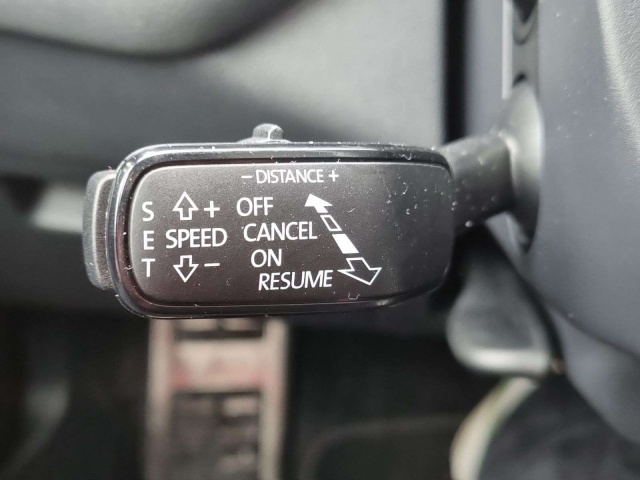 - DISTANCE +
S + OFF
E SPEED CANCEL
T - ON
RESUME